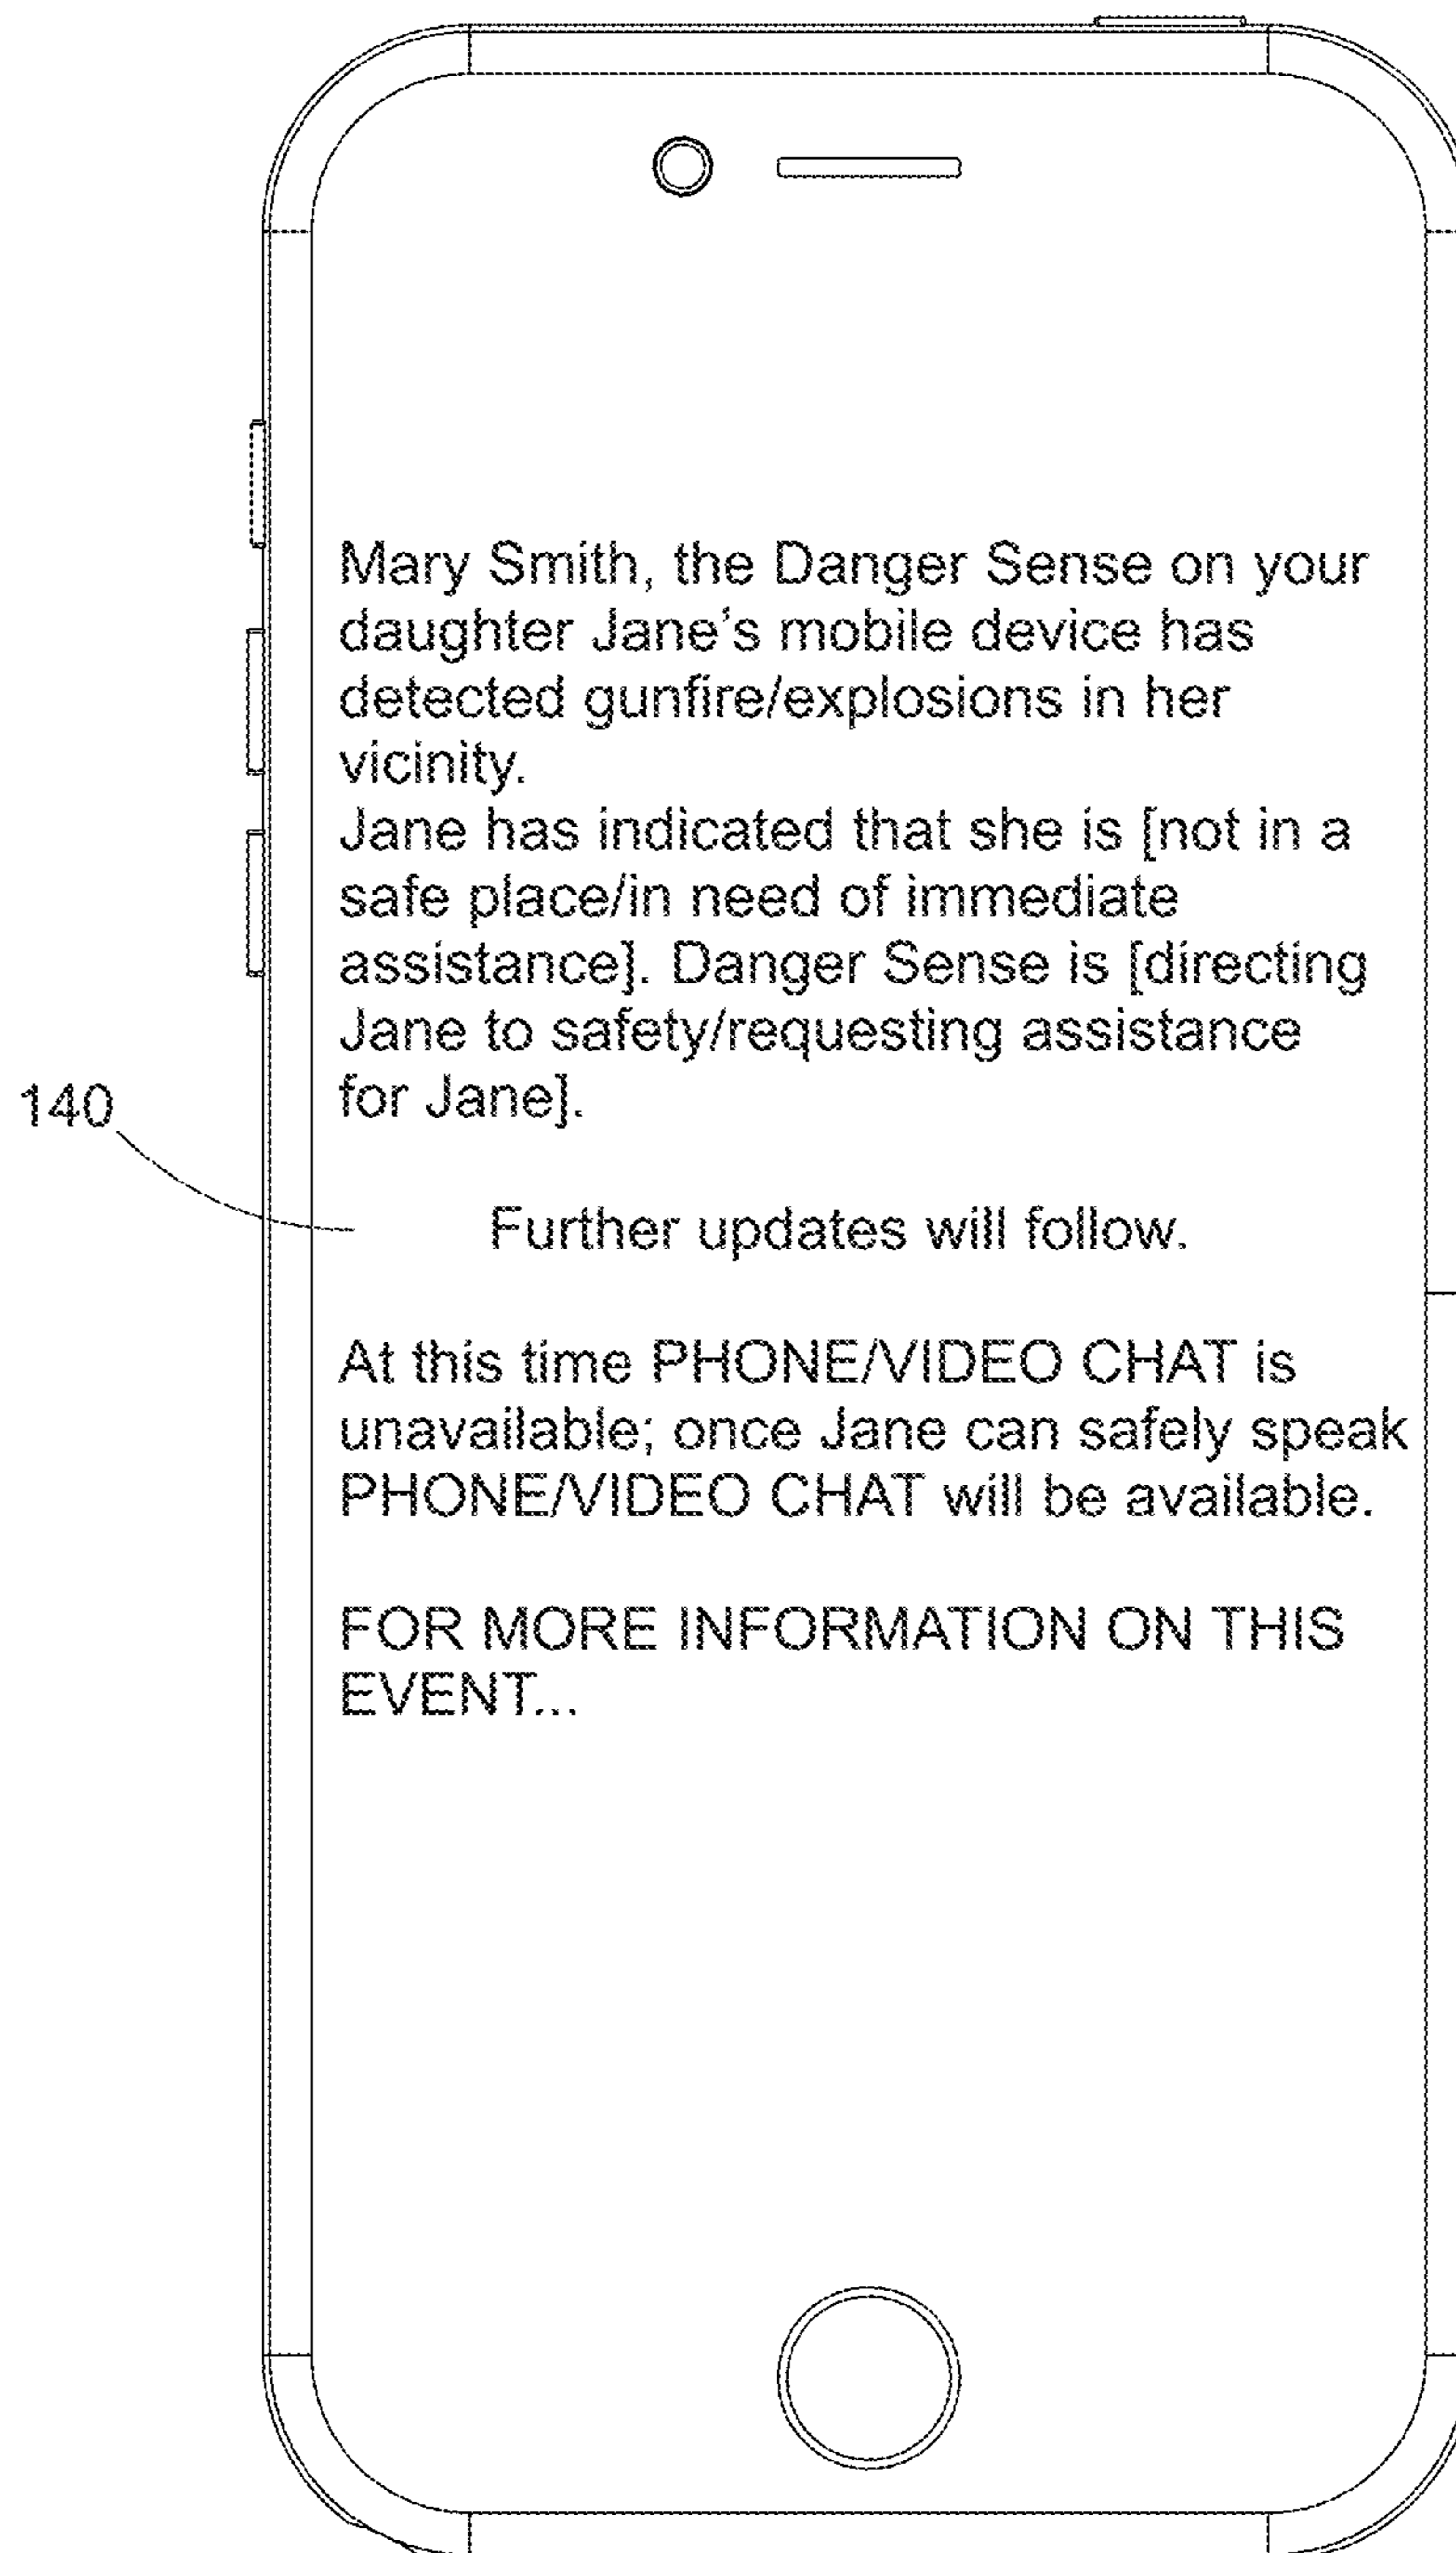 Mary Smith, the Danger Sense on your
daughter Jane's mobile device has
detected gunfire/explosions in her
vicinity.
Jane has indicated that she is [not in a
safe place/in need of immediate
assistance]. Danger Sense is [directing
Jane to safety/requesting assistance
for Jane].
140
Further updates will follow.
At this time PHONE/VIDEO CHAT is
unavailable; once Jane can safely speak
PHONE/VIDEO CHAT will be available.
FOR MORE INFORMATION ON THIS
EVENT...